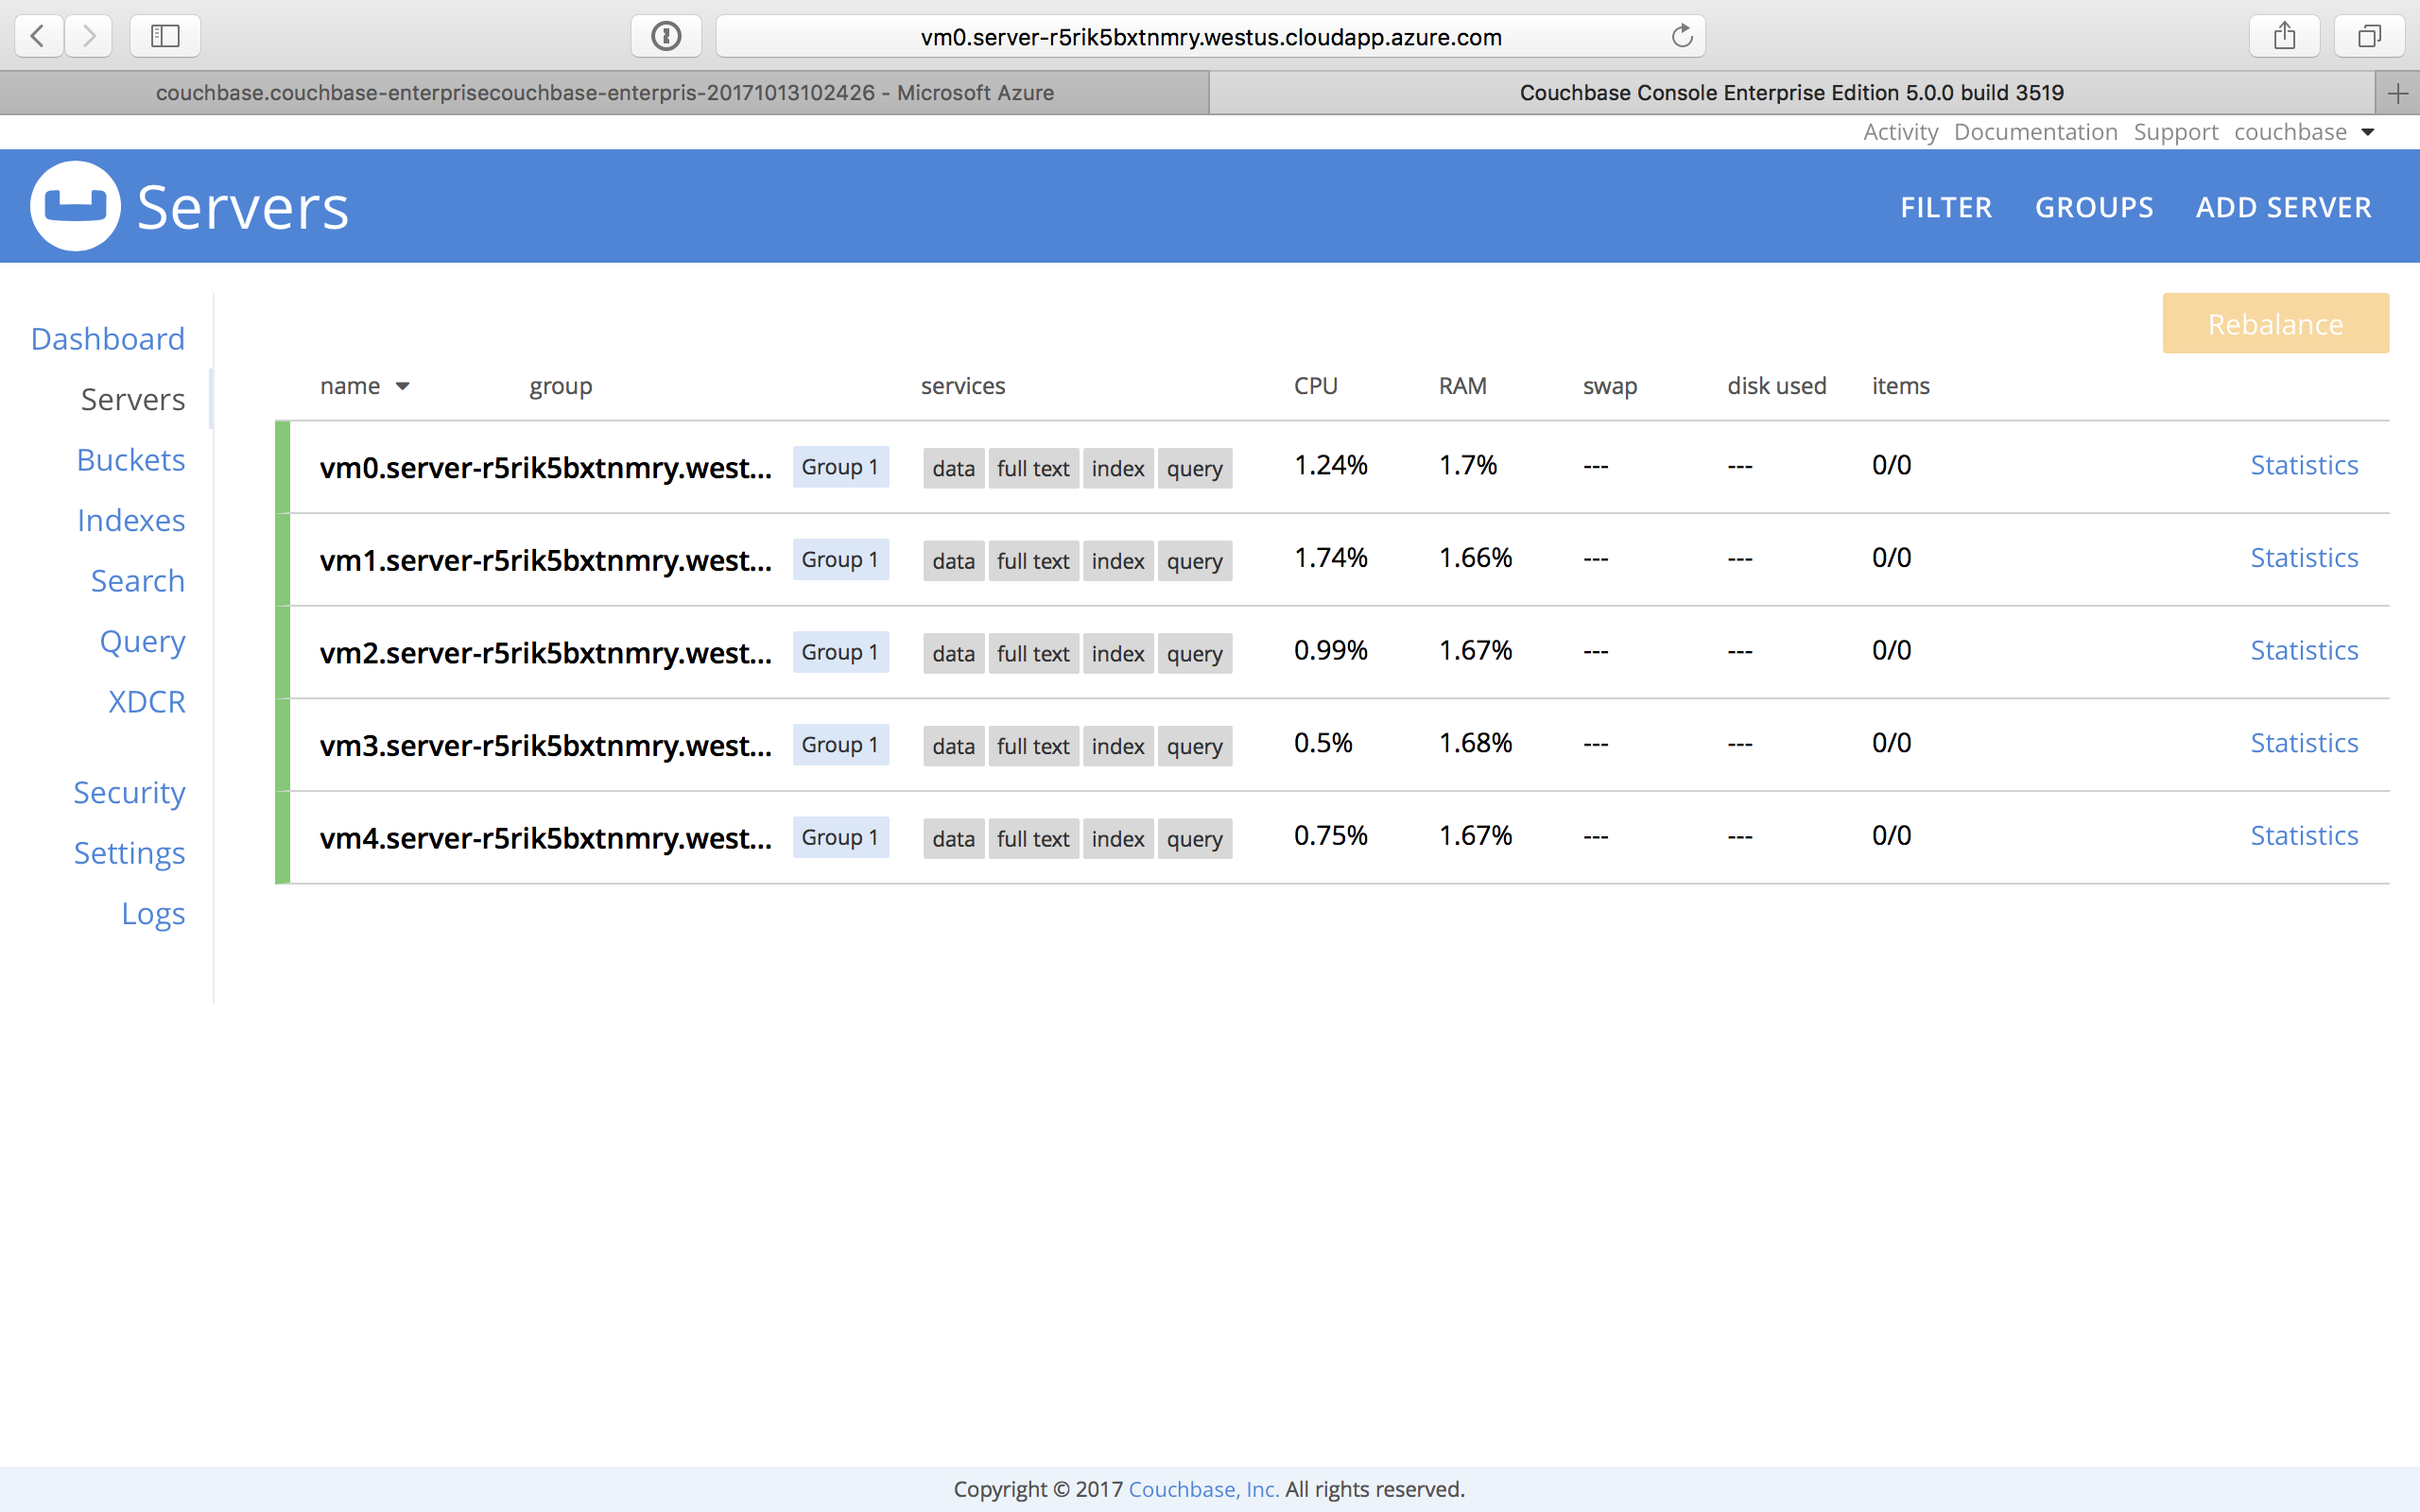 vm0.server-r5rik5bxtnmry.westus.cloudapp.azure.com
couchbase.couchbase-enterprisecouchbase-enterpris-20171013102426 - Microsoft Azure
Couchbase Console Enterprise Edition 5.0.0 build 3519
Activity Documentation Support couchbase
Servers
FILTER GROUPS ADD SERVER
Rebalance
Dashboard
Servers
Buckets
Indexes
Search
Query
XDCR
Security
Settings
Logs
name group services CPU RAM swap disk used items
vm0.server-r5rik5bxtnmry.west... Group 1 data full text index query 1.24% 1.7% --- --- 0/0 Statistics
vm1.server-r5rik5bxtnmry.west... Group 1 data full text index query 1.74% 1.66% --- --- 0/0 Statistics
vm2.server-r5rik5bxtnmry.west... Group 1 data full text index query 0.99% 1.67% --- --- 0/0 Statistics
vm3.server-r5rik5bxtnmry.west... Group 1 data full text index query 0.5% 1.68% --- --- 0/0 Statistics
vm4.server-r5rik5bxtnmry.west... Group 1 data full text index query 0.75% 1.67% --- --- 0/0 Statistics
Copyright © 2017 Couchbase, Inc. All rights reserved.